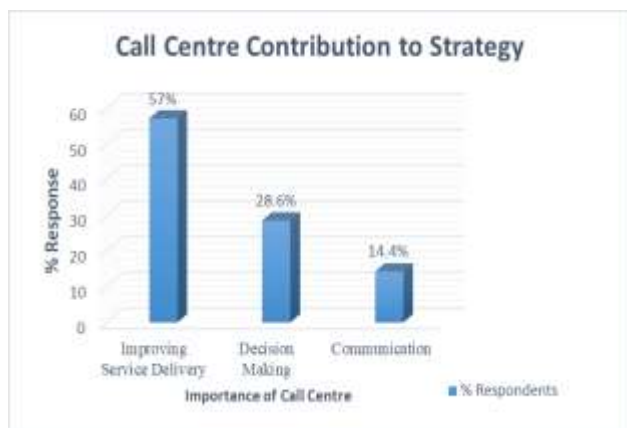 Call Centre Contribution to Strategy
% Response
60
50
40
30
20
10
0
57%
28.6%
14.4%
Improving
Service Delivery
Decision
Making
Communication
Importance of Call Centre
% Respondents